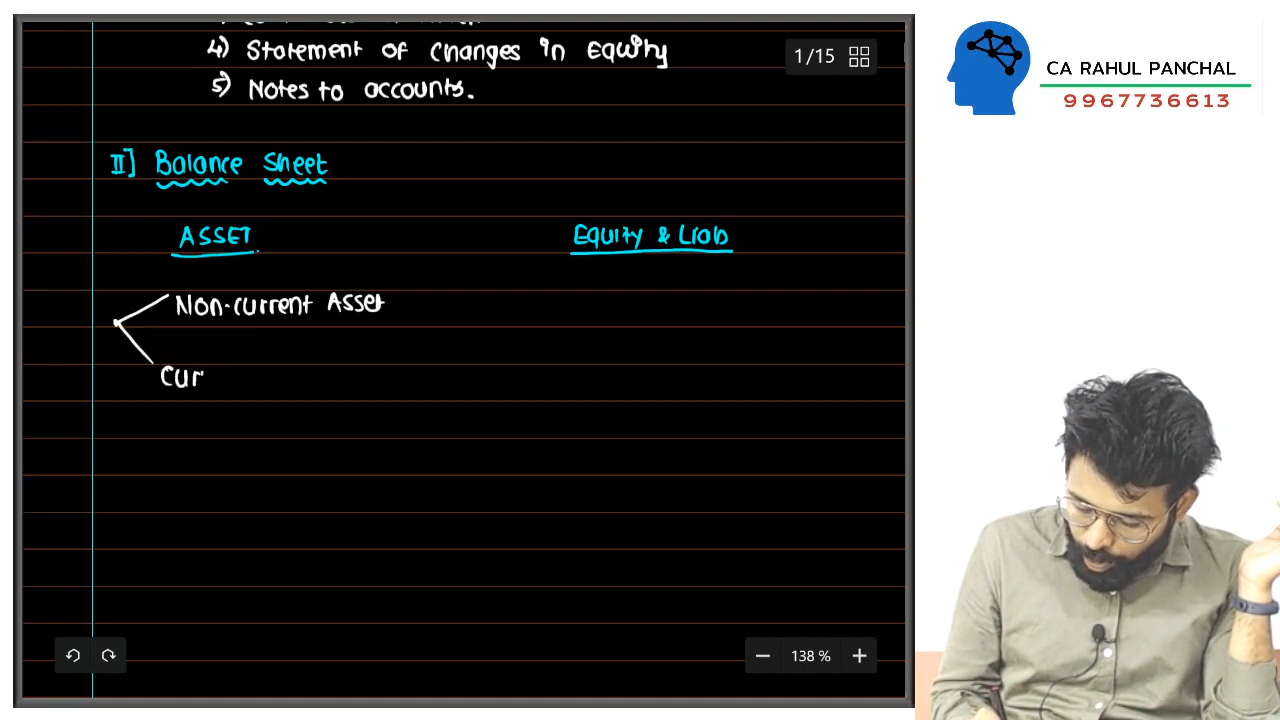 4) Statement of changes in Equity
5) Notes to accounts.
1/15
CA RAHUL PANCHAL
9967736613
II] Balance Sheet
ASSET
Equity & Liab
Non-current Asset
Cur
138 %